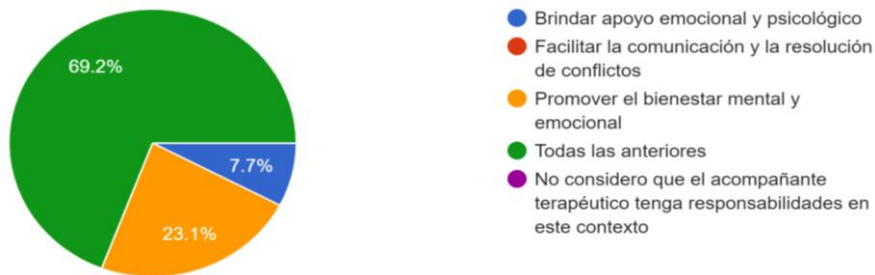 69.2%
7.7%
23.1%
Brindar apoyo emocional y psicológico
Facilitar la comunicación y la resolución
de conflictos
Promover el bienestar mental y
emocional
Todas las anteriores
No considero que el acompañante
terapéutico tenga responsabilidades en
este contexto